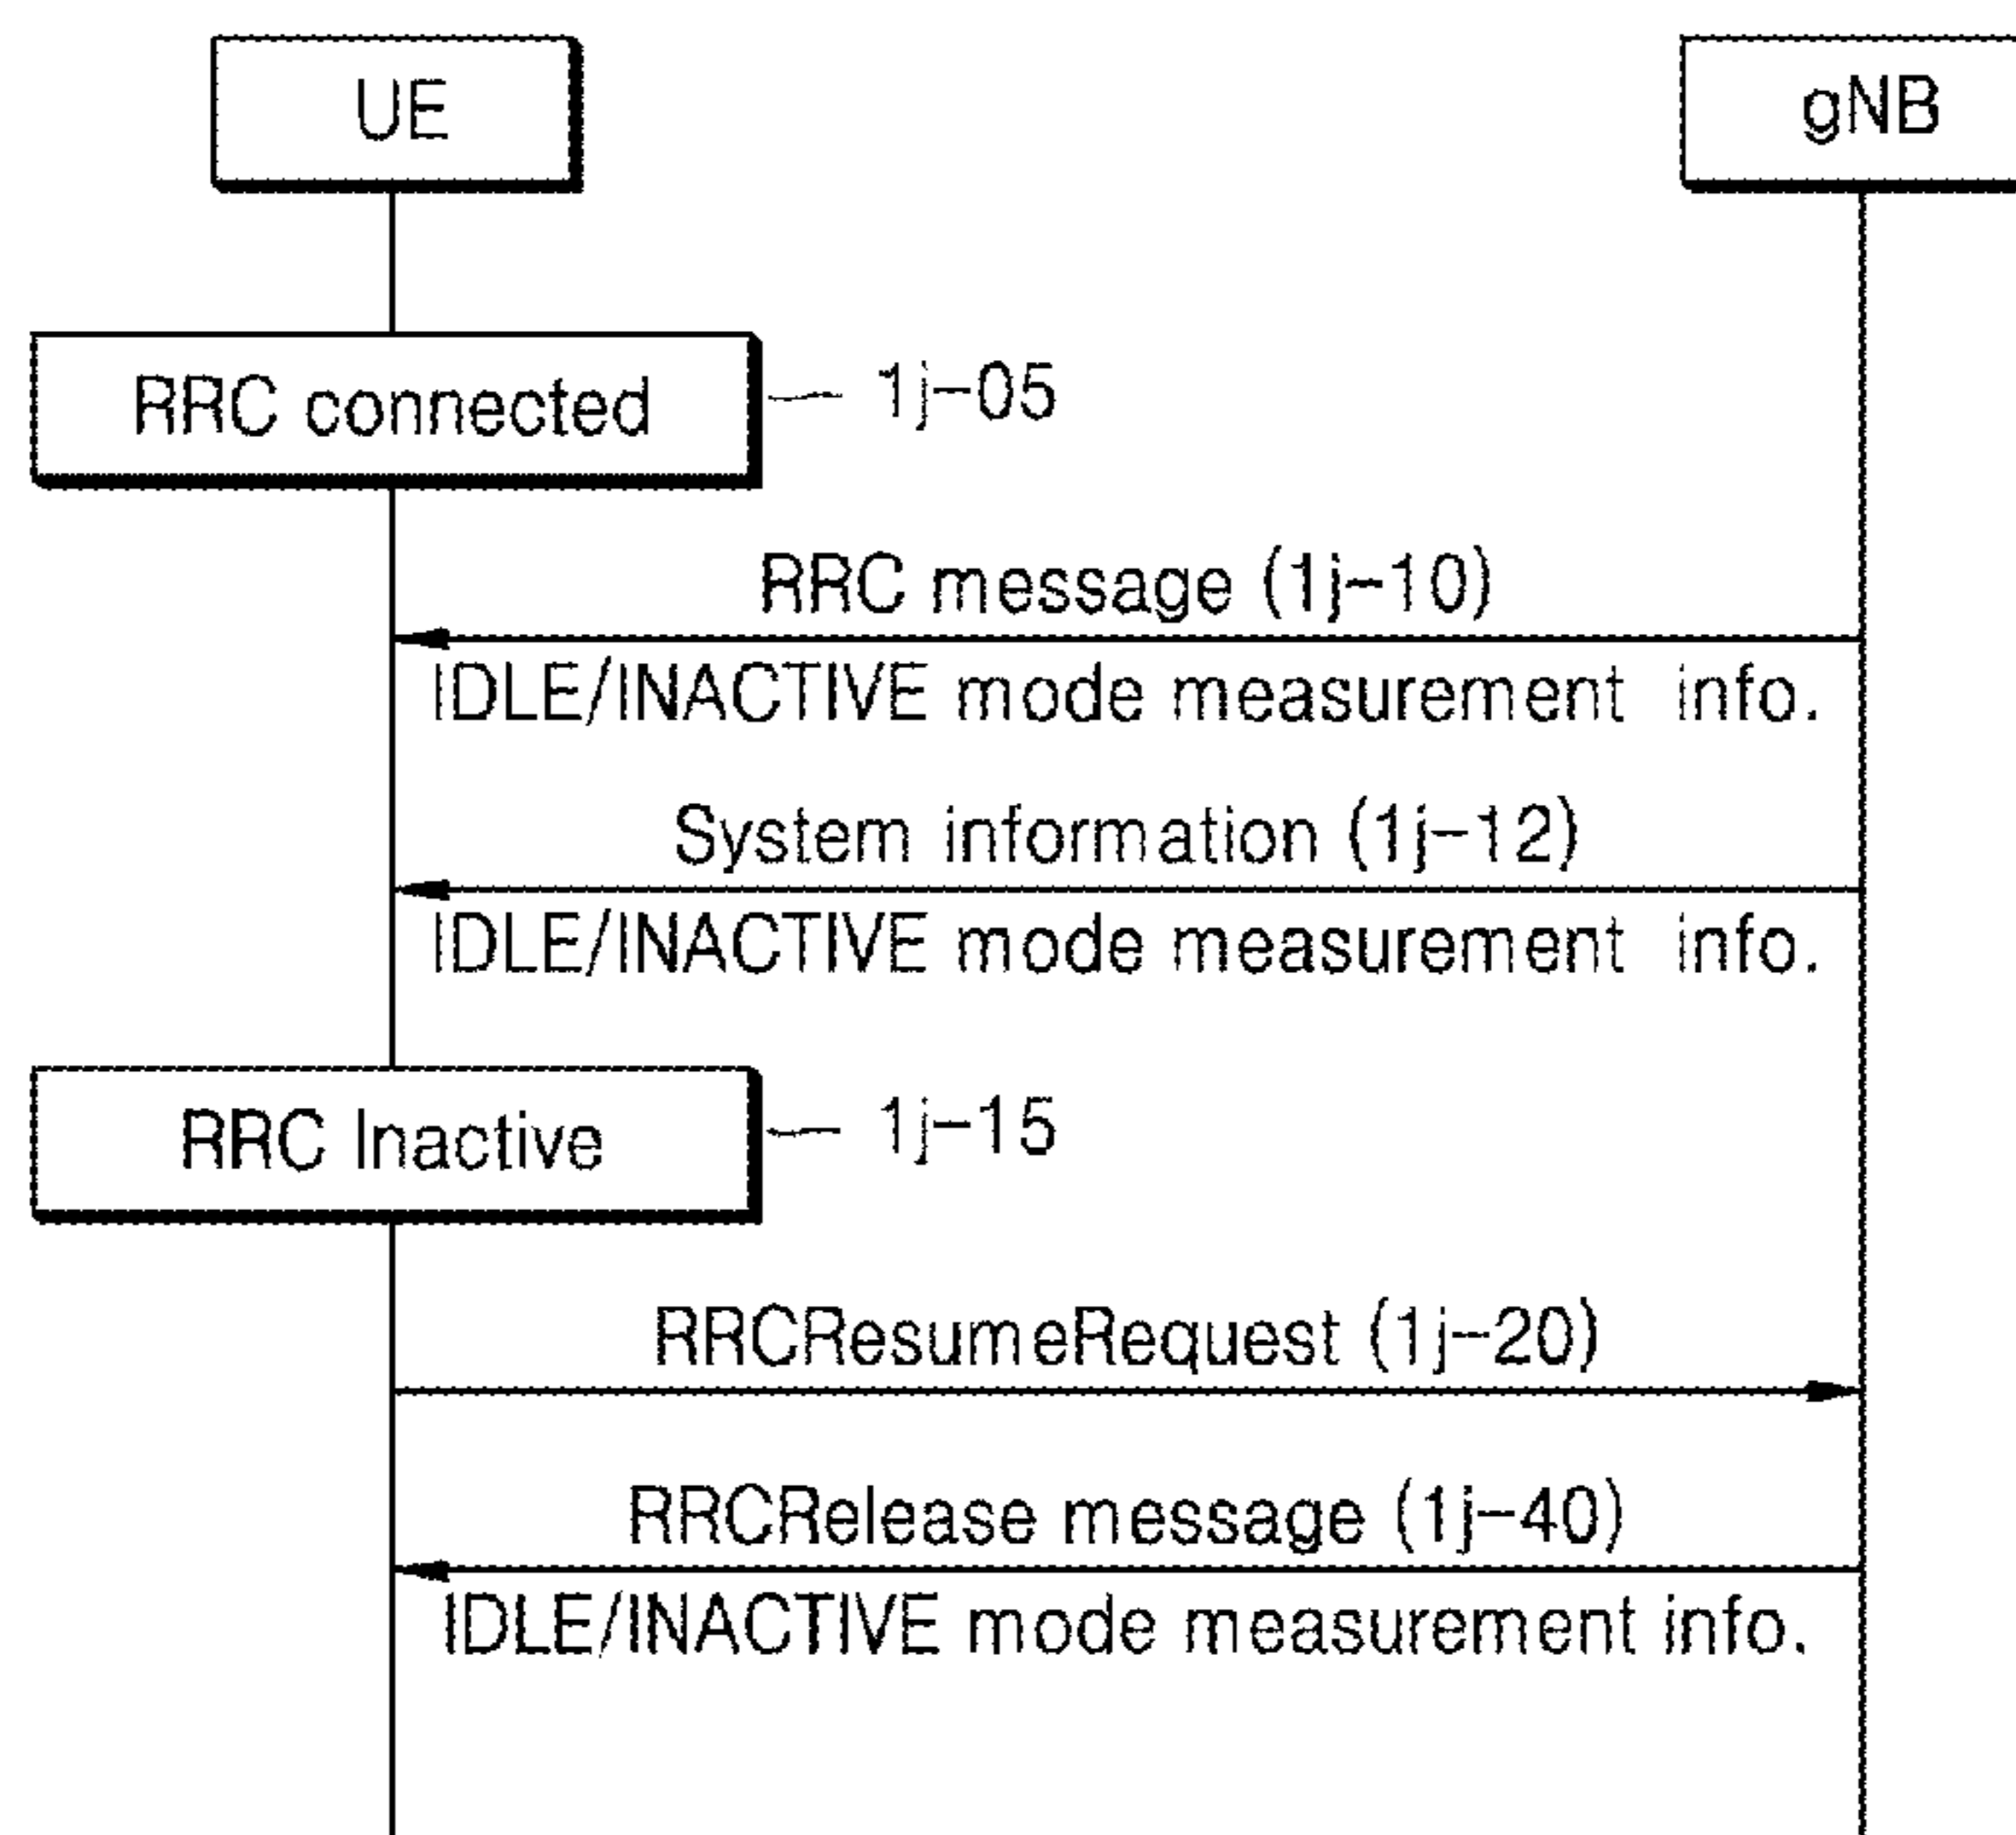 UE
gNB
RRC connected
1j-05
RRC message (1j-10)
IDLE/INACTIVE mode measurement info.
System information (1j-12)
IDLE/INACTIVE mode measurement info.
RRC Inactive
1j-15
RRCResumeRequest (1j-20)
RRCRelease message (1j-40)
IDLE/INACTIVE mode measurement info.